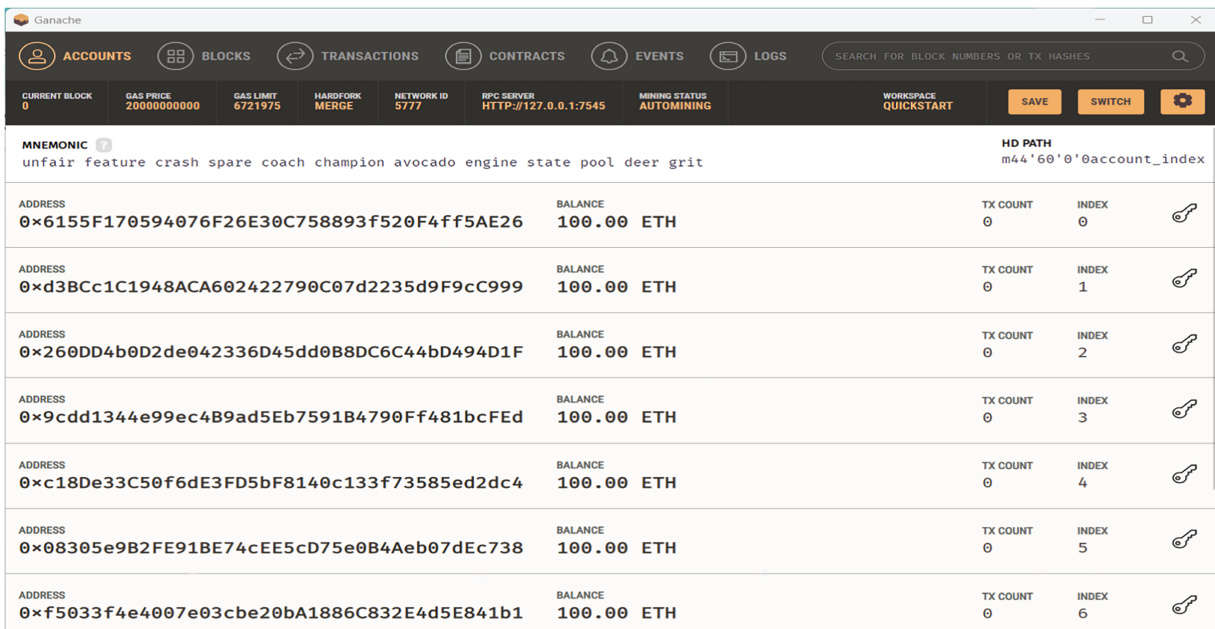 Ganache
ACCOUNTS BLOCKS TRANSACTIONS CONTRACTS EVENTS LOGS SEARCH FOR BLOCK NUMBERS OR TX HASHES
CURRENT BLOCK GAS PRICE GAS LIMIT HARDFORK NETWORK ID RPC SERVER MINING STATUS WORKSPACE
0 20000000000 6721975 MERGE 5777 HTTP://127.0.0.1:7545 AUTOMINING QUICKSTART SAVE SWITCH
MNEMONIC ? HD PATH
unfair feature crash spare coach champion avocado engine state pool deer grit m44'60'0'0account_index
ADDRESS BALANCE TX COUNT INDEX
0×6155F170594076F26E30C758893f520F4ff5AE26 100.00 ETH 0 0
ADDRESS BALANCE TX COUNT INDEX
0×d3BCc1C1948ACA602422790C07d2235d9F9cC999 100.00 ETH 0 1
ADDRESS BALANCE TX COUNT INDEX
0×260DD4b0D2de042336D45dd0B8DC6C44bD494D1F 100.00 ETH 0 2
ADDRESS BALANCE TX COUNT INDEX
0×9cdd1344e99ec4B9ad5Eb7591B4790Ff481bcFEd 100.00 ETH 0 3
ADDRESS BALANCE TX COUNT INDEX
0×c18De33C50f6dE3FD5bF8140c133f73585ed2dc4 100.00 ETH 0 4
ADDRESS BALANCE TX COUNT INDEX
0×08305e9B2FE91BE74cEE5cD75e0B4Aeb07dEc738 100.00 ETH 0 5
ADDRESS BALANCE TX COUNT INDEX
0×f5033f4e4007e03cbe20bA1886C832E4d5E841b1 100.00 ETH 0 6